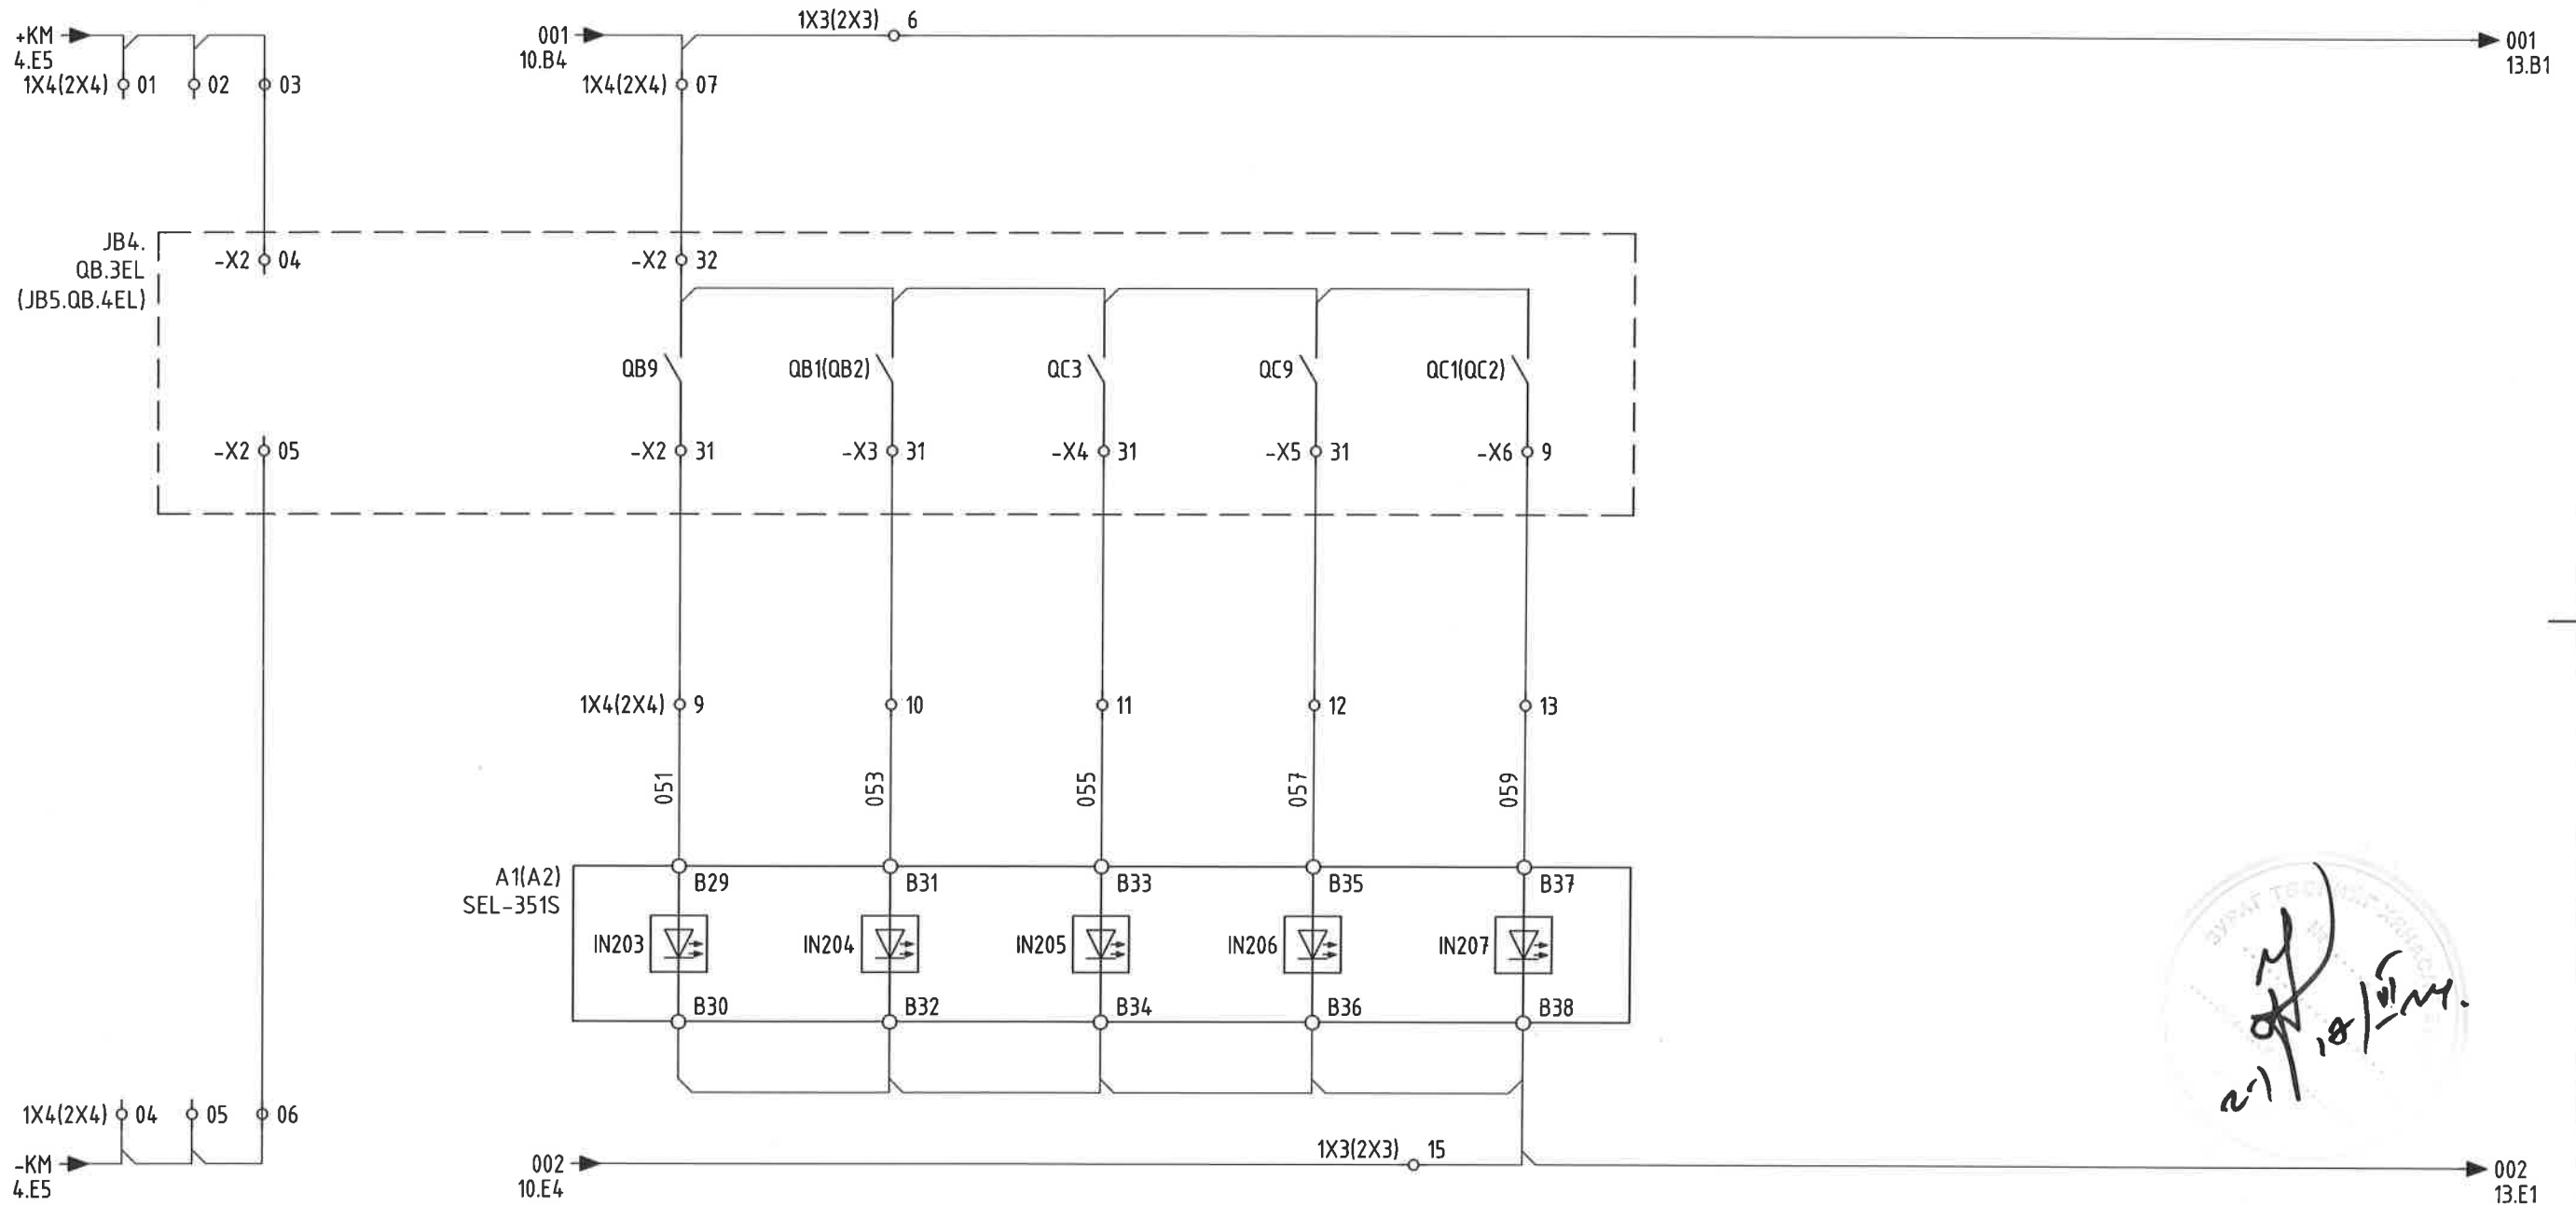 +KM
4.E5
1X4(2X4) 01 02 03
001
10.B4
1X4(2X4) 07
1X3(2X3) 6
001
13.B1
JB4.
QB.3EL
(JB5.QB.4EL)
-X2 04
-X2 32
QB9 QB1(QB2) QC3 QC9 QC1(QC2)
-X2 05
-X2 31
-X3 31
-X4 31
-X5 31
-X6 9
1X4(2X4) 9 10 11 12 13
051 053 055 057 059
A1(A2)
SEL-351S
B29 B31 B33 B35 B37
IN203 IN204 IN205 IN206 IN207
B30 B32 B34 B36 B38
1X4(2X4) 04 05 06
-KM
4.E5
002
10.E4
1X3(2X3) 15
002
13.E1